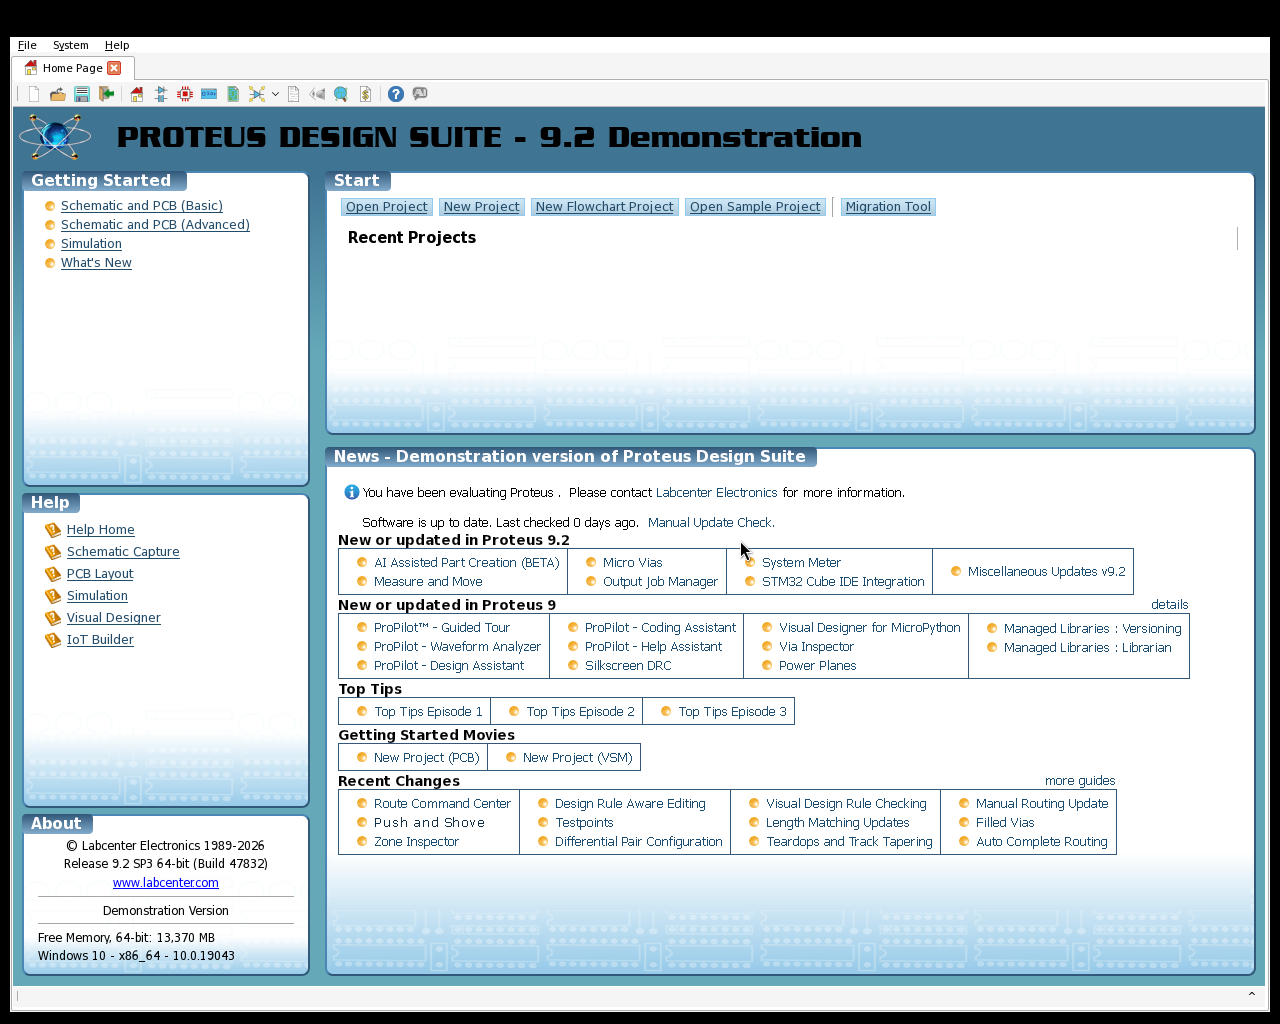 File System Help
Home Page
PROTEUS DESIGN SUITE - 9.2 Demonstration
Getting Started
Schematic and PCB (Basic)
Schematic and PCB (Advanced)
Simulation
What's New
Start
Open Project New Project New Flowchart Project Open Sample Project Migration Tool
Recent Projects
Help
Help Home
Schematic Capture
PCB Layout
Simulation
Visual Designer
IoT Builder
News - Demonstration version of Proteus Design Suite
You have been evaluating Proteus . Please contact Labcenter Electronics for more information.
Software is up to date. Last checked 0 days ago. Manual Update Check.
New or updated in Proteus 9.2
AI Assisted Part Creation (BETA) Micro Vias System Meter Miscellaneous Updates v9.2
Measure and Move Output Job Manager STM32 Cube IDE Integration
New or updated in Proteus 9 details
ProPilot™ - Guided Tour ProPilot - Coding Assistant Visual Designer for MicroPython Managed Libraries : Versioning
ProPilot - Waveform Analyzer ProPilot - Help Assistant Via Inspector Managed Libraries : Librarian
ProPilot - Design Assistant Silkscreen DRC Power Planes
Top Tips
Top Tips Episode 1 Top Tips Episode 2 Top Tips Episode 3
Getting Started Movies
New Project (PCB) New Project (VSM)
Recent Changes more guides
Route Command Center Design Rule Aware Editing Visual Design Rule Checking Manual Routing Update
Push and Shove Testpoints Length Matching Updates Filled Vias
Zone Inspector Differential Pair Configuration Teardops and Track Tapering Auto Complete Routing
About
© Labcenter Electronics 1989-2026
Release 9.2 SP3 64-bit (Build 47832)
www.labcenter.com
Demonstration Version
Free Memory, 64-bit: 13,370 MB
Windows 10 - x86_64 - 10.0.19043